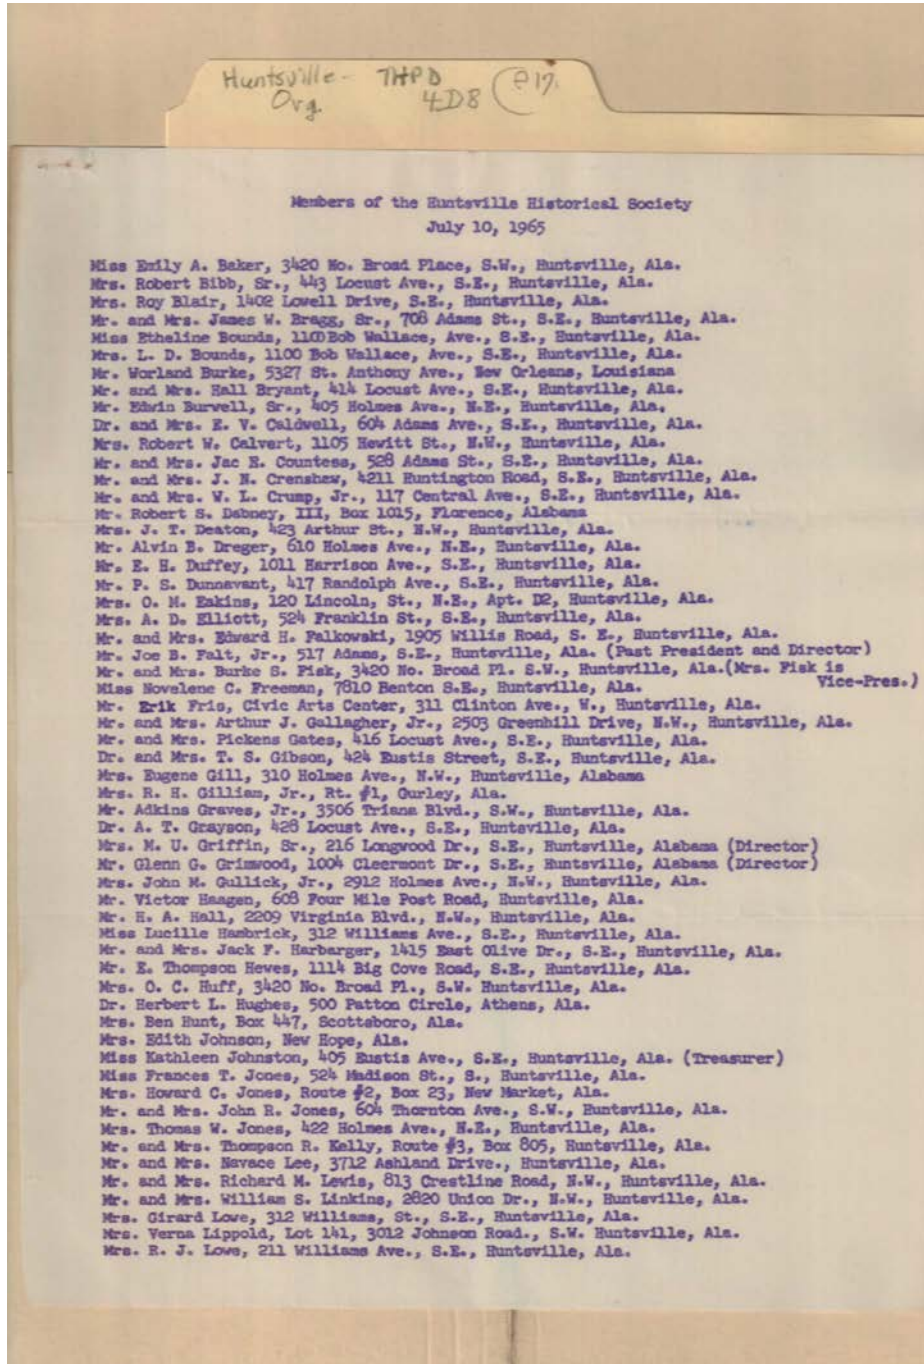 Huntsville - THPD
Org. 4D8
Members of the Huntsville Historical Society
July 10, 1965
Miss Emily A. Baker, 3420 No. Broad Place, S.W., Huntsville, Ala.
Mrs. Robert Bibb, Sr., 443 Locust Ave., S.E., Huntsville, Ala.
Mrs. Roy Blair, 1402 Lowell Drive, S.E., Huntsville, Ala.
Mr. and Mrs. James W. Bragg, Sr., 708 Adams St., S.E., Huntsville, Ala.
Miss Etheline Bounds, 1100 Bob Wallace, Ave., S.E., Huntsville, Ala.
Mrs. L. D. Bounds, 1100 Bob Wallace, Ave., S.E., Huntsville, Ala.
Mr. Worland Burke, 5327 St. Anthony Ave., New Orleans, Louisiana
Mr. and Mrs. Hall Bryant, 414 Locust Ave., S.E., Huntsville, Ala.
Mr. Edwin Burwell, Sr., 405 Holmes Ave., N.E., Huntsville, Ala.
Dr. and Mrs. E. V. Caldwell, 604 Adams Ave., S.E., Huntsville, Ala.
Mrs. Robert W. Calvert, 1105 Hewitt St., N.W., Huntsville, Ala.
Mr. and Mrs. Jac E. Countess, 528 Adams St., S.E., Huntsville, Ala.
Mr. and Mrs. J. N. Crenshaw, 4211 Huntington Road, S.E., Huntsville, Ala.
Mr. and Mrs. W. L. Crump, Jr., 117 Central Ave., S.E., Huntsville, Ala.
Mr. Robert S. Dabney, III, Box 1015, Florence, Alabama
Mrs. J. T. Deaton, 423 Arthur St., N.W., Huntsville, Ala.
Mr. Alvin B. Dreger, 610 Holmes Ave., N.E., Huntsville, Ala.
Mr. E. H. Duffey, 1011 Harrison Ave., S.E., Huntsville, Ala.
Mr. P. S. Dunnavant, 417 Randolph Ave., S.E., Huntsville, Ala.
Mrs. O. M. Eakins, 120 Lincoln, St., N.E., Apt. D2, Huntsville, Ala.
Mrs. A. D. Elliott, 524 Franklin St., S.E., Huntsville, Ala.
Mr. and Mrs. Edward H. Falkowski, 1905 Willis Road, S. E., Huntsville, Ala.
Mr. Joe B. Falt, Jr., 517 Adams, S.E., Huntsville, Ala. (Past President and Director)
Mr. and Mrs. Burke S. Fisk, 3420 No. Broad Pl. S.W., Huntsville, Ala.(Mrs. Fisk is
Vice-Pres.)
Miss Novalene C. Freeman, 7810 Benton S.E., Huntsville, Ala.
Mr. Erik Fris, Civic Arts Center, 311 Clinton Ave., W., Huntsville, Ala.
Mr. and Mrs. Arthur J. Gallagher, Jr., 2503 Greenhill Drive, N.W., Huntsville, Ala.
Mr. and Mrs. Pickens Gates, 416 Locust Ave., S.E., Huntsville, Ala.
Dr. and Mrs. T. S. Gibson, 424 Eustis Street, S.E., Huntsville, Ala.
Mrs. Eugene Gill, 310 Holmes Ave., N.W., Huntsville, Alabama
Mrs. R. H. Gilliam, Jr., Rt. #1, Gurley, Ala.
Mr. Adkins Graves, Jr., 3506 Triana Blvd., S.W., Huntsville, Ala.
Dr. A. T. Grayson, 428 Locust Ave., S.E., Huntsville, Ala.
Mrs. M. U. Griffin, Sr., 216 Longwood Dr., S.E., Huntsville, Alabama (Director)
Mr. Glenn G. Grimwood, 1004 Cleermont Dr., S.E., Huntsville, Alabama (Director)
Mrs. John M. Gullick, Jr., 2912 Holmes Ave., N.W., Huntsville, Ala.
Mr. Victor Haagen, 608 Four Mile Post Road, Huntsville, Ala.
Mr. H. A. Hall, 2209 Virginia Blvd., N.W., Huntsville, Ala.
Miss Lucille Hambrick, 312 Williams Ave., S.E., Huntsville, Ala.
Mr. and Mrs. Jack F. Harbarger, 1415 East Olive Dr., S.E., Huntsville, Ala.
Mr. E. Thompson Hewes, 1114 Big Cove Road, S.E., Huntsville, Ala.
Mrs. O. C. Huff, 3420 No. Broad Pl., S.W. Huntsville, Ala.
Dr. Herbert L. Hughes, 500 Patton Circle, Athens, Ala.
Mrs. Ben Hunt, Box 447, Scottsboro, Ala.
Mrs. Edith Johnson, New Hope, Ala.
Miss Kathleen Johnston, 405 Eustis Ave., S.E., Huntsville, Ala. (Treasurer)
Miss Frances T. Jones, 524 Madison St., S., Huntsville, Ala.
Mrs. Howard C. Jones, Route #2, Box 23, New Market, Ala.
Mr. and Mrs. John R. Jones, 604 Thornton Ave., S.W., Huntsville, Ala.
Mrs. Thomas W. Jones, 422 Holmes Ave., N.E., Huntsville, Ala.
Mr. and Mrs. Thompson R. Kelly, Route #3, Box 805, Huntsville, Ala.
Mr. and Mrs. Navace Lee, 3712 Ashland Drive., Huntsville, Ala.
Mr. and Mrs. Richard M. Lewis, 813 Crestline Road, N.W., Huntsville, Ala.
Mr. and Mrs. William S. Linkins, 2820 Union Dr., N.W., Huntsville, Ala.
Mrs. Girard Lowe, 312 Williams, St., S.E., Huntsville, Ala.
Mrs. Verna Lippold, Lot 141, 3012 Johnson Road., S.W. Huntsville, Ala.
Mrs. R. J. Lowe, 211 Williams Ave., S.E., Huntsville, Ala.